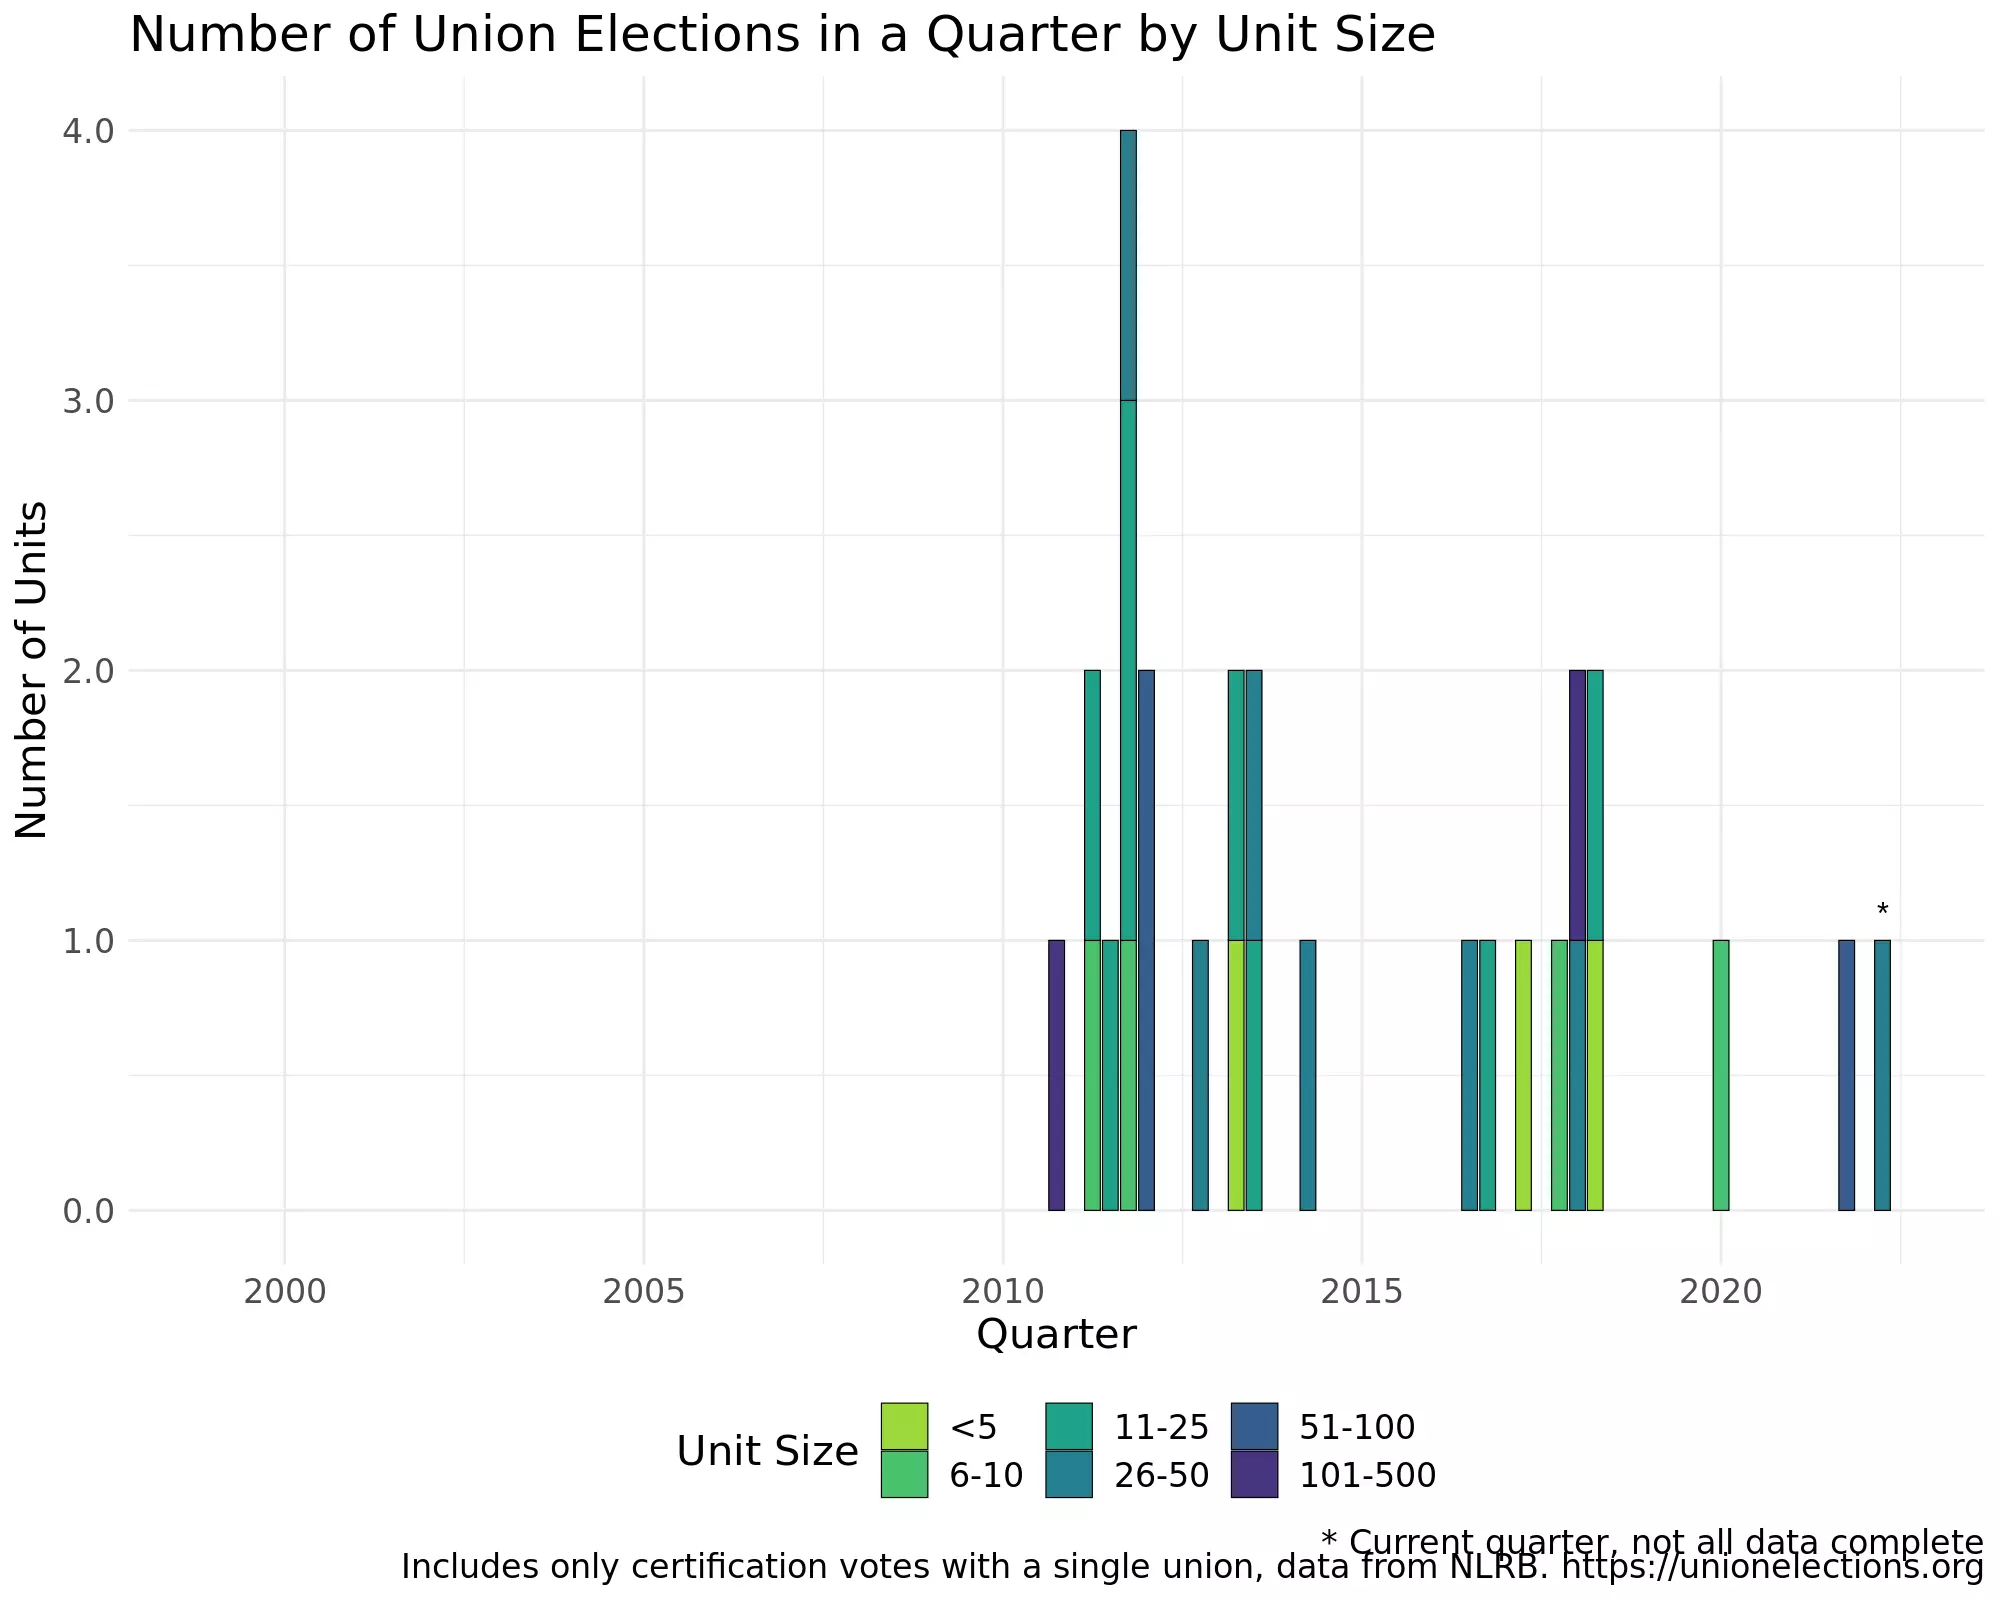 Number of Union Elections in a Quarter by Unit Size
Number of Units
4.0
3.0
2.0
1.0
0.0
*
2000 2005 2010 2015 2020
Quarter
Unit Size
<5 11-25 51-100
6-10 26-50 101-500
* Current quarter, not all data complete
Includes only certification votes with a single union, data from NLRB. https://unionelections.org